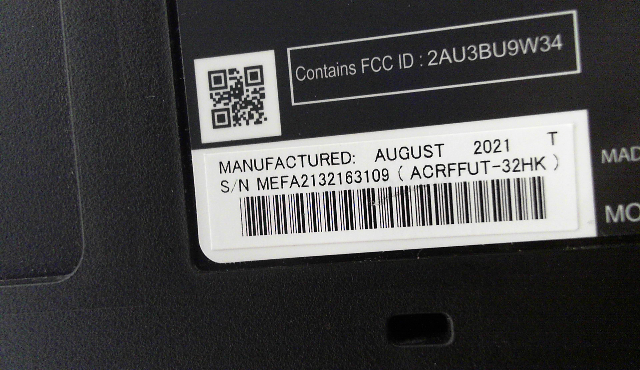 Contains FCC ID : 2AU3BU9W34
MANUFACTURED: AUGUST 2021 T
S/N MEFA2132163109 ( ACRFFUT-32HK )